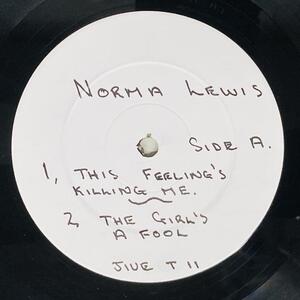 NORMA LEWIS
SIDE A.
1, THIS FEELING'S
KILLING ME.
2, THE GIRL'S
A FOOL
JIVE T 11